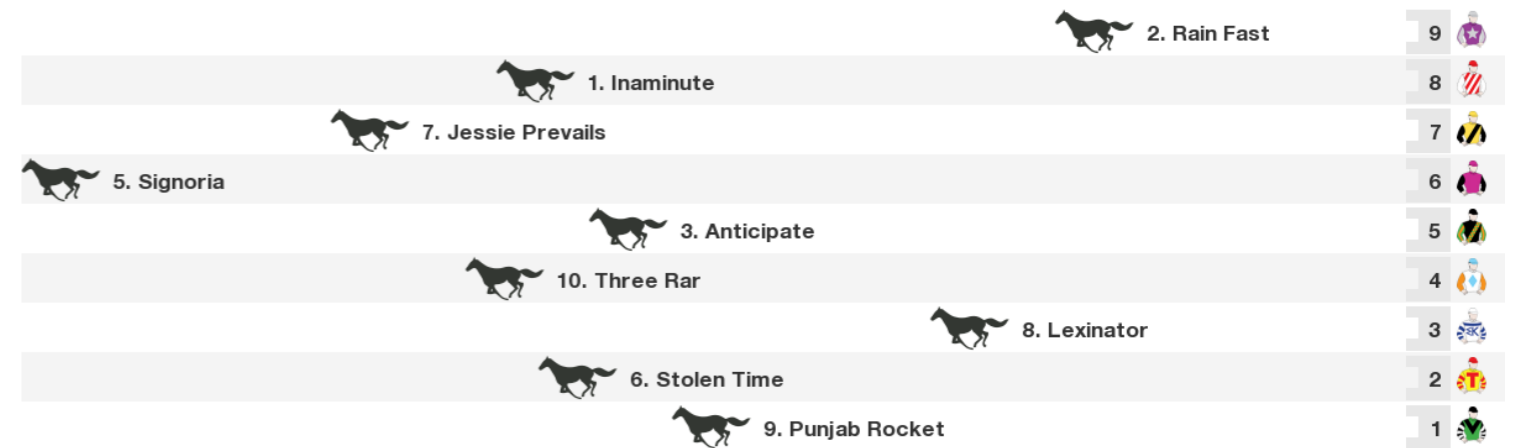 2. Rain Fast 9
1. Inaminute 8
7. Jessie Prevails 7
5. Signoria 6
3. Anticipate 5
10. Three Rar 4
8. Lexinator 3
6. Stolen Time 2
9. Punjab Rocket 1